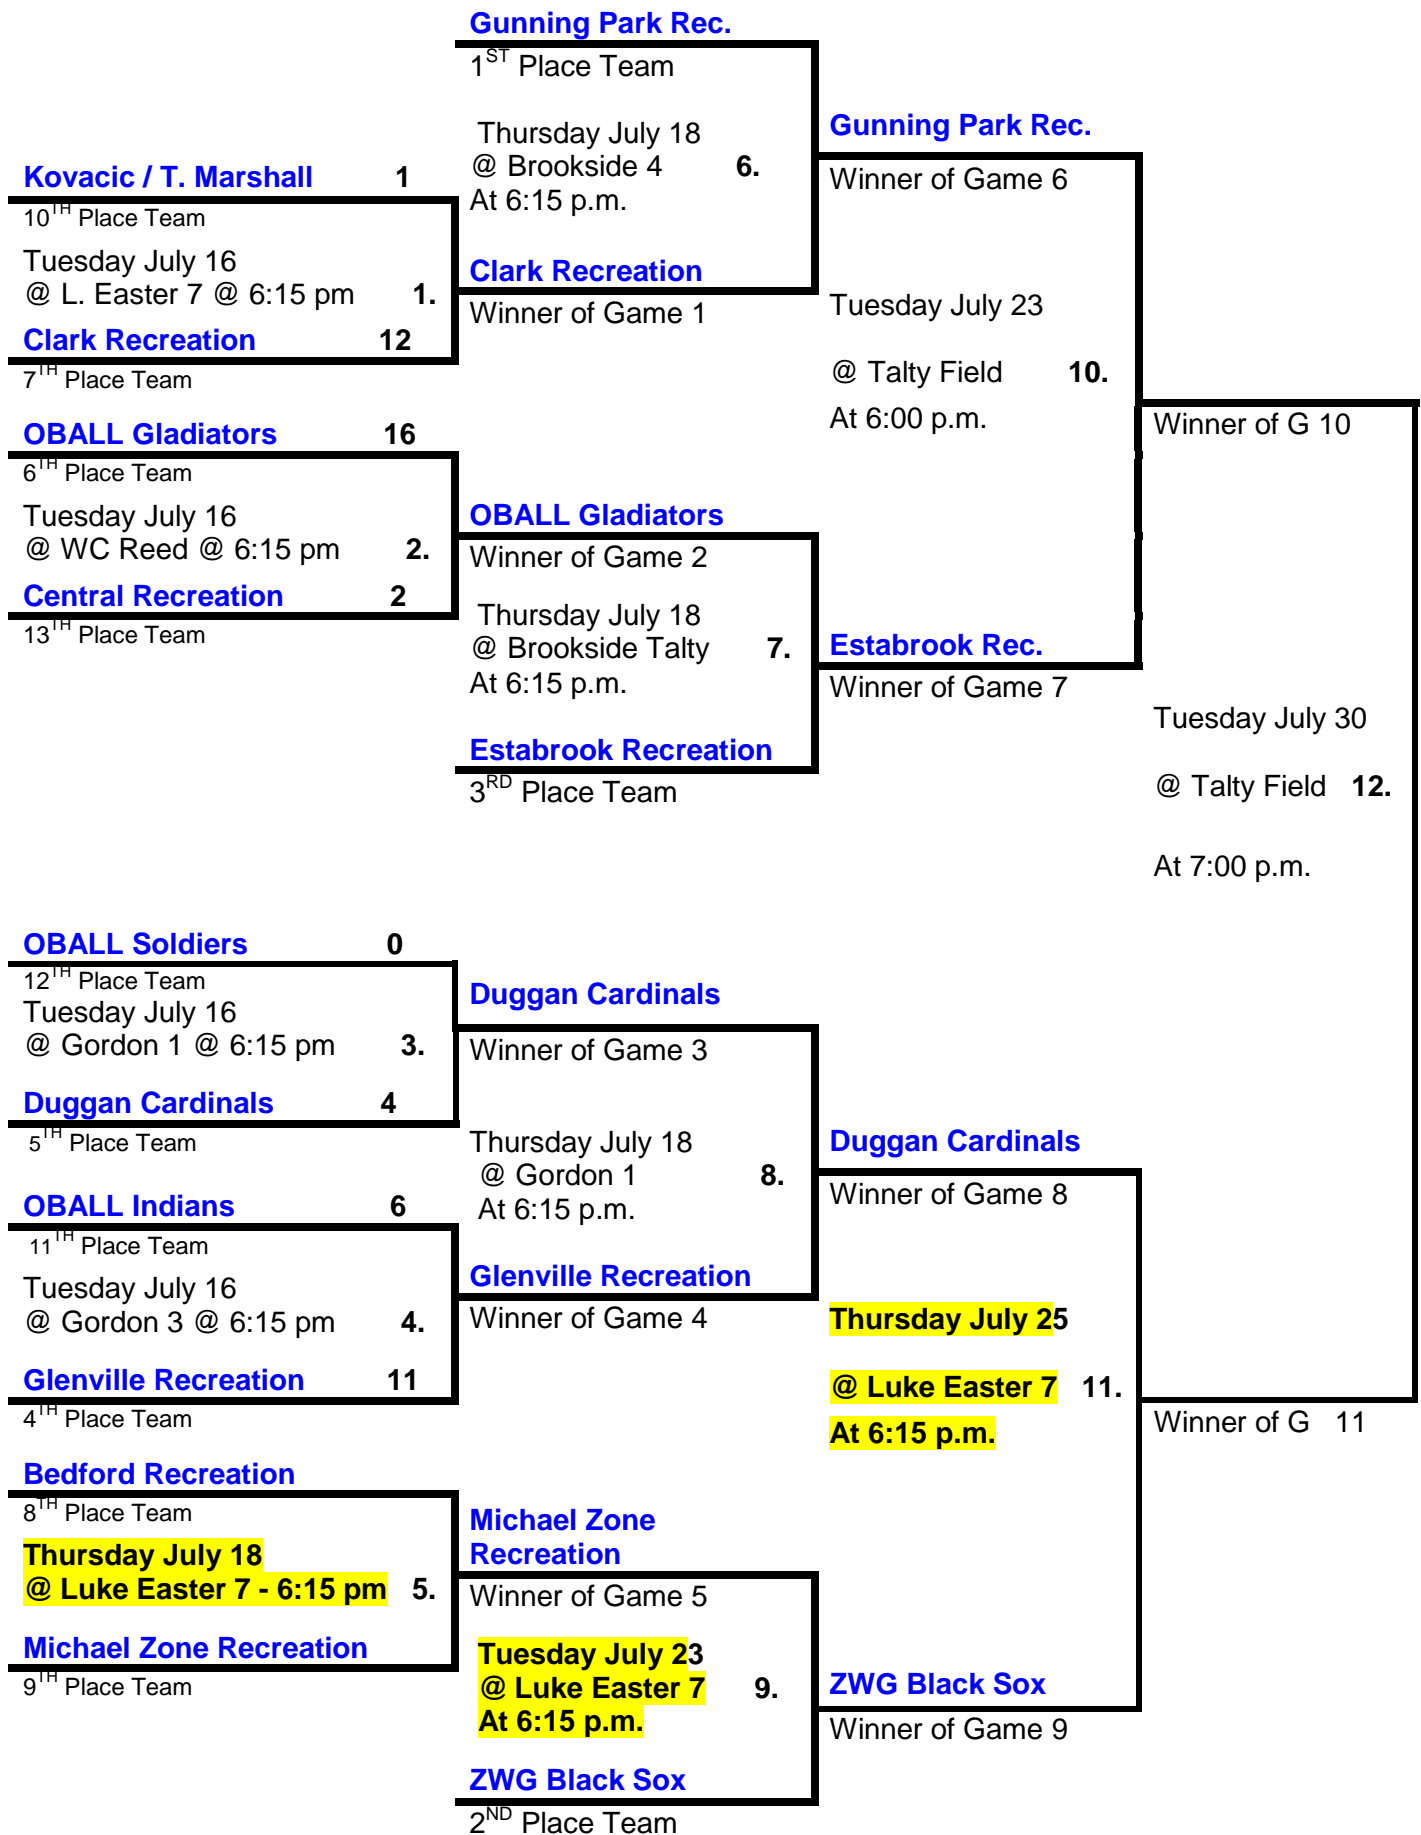 Gunning Park Rec.
1ST Place Team
Thursday July 18
@ Brookside 4 6.
At 6:15 p.m.
Clark Recreation
Winner of Game 1
Kovacic / T. Marshall 1
10TH Place Team
Tuesday July 16
@ L. Easter 7 @ 6:15 pm 1.
Clark Recreation 12
7TH Place Team
OBALL Gladiators 16
6TH Place Team
Tuesday July 16
@ WC Reed @ 6:15 pm 2.
Central Recreation 2
13TH Place Team
OBALL Gladiators
Winner of Game 2
Thursday July 18
@ Brookside Talty 7.
At 6:15 p.m.
Estabrook Recreation
3RD Place Team
Gunning Park Rec.
Winner of Game 6
Tuesday July 23
@ Talty Field 10.
At 6:00 p.m.
Estabrook Rec.
Winner of Game 7
Winner of G 10
Tuesday July 30
@ Talty Field 12.
At 7:00 p.m.
OBALL Soldiers 0
12TH Place Team
Tuesday July 16
@ Gordon 1 @ 6:15 pm 3.
Duggan Cardinals 4
5TH Place Team
OBALL Indians 6
11TH Place Team
Tuesday July 16
@ Gordon 3 @ 6:15 pm 4.
Glenville Recreation 11
4TH Place Team
Bedford Recreation
8TH Place Team
Thursday July 18
@ Luke Easter 7 - 6:15 pm 5.
Michael Zone Recreation
9TH Place Team
Duggan Cardinals
Winner of Game 3
Thursday July 18
@ Gordon 1 8.
At 6:15 p.m.
Glenville Recreation
Winner of Game 4
Michael Zone
Recreation
Winner of Game 5
Tuesday July 23
@ Luke Easter 7 9.
At 6:15 p.m.
ZWG Black Sox
2ND Place Team
Duggan Cardinals
Winner of Game 8
Thursday July 25
@ Luke Easter 7 11.
At 6:15 p.m.
ZWG Black Sox
Winner of Game 9
Winner of G 11